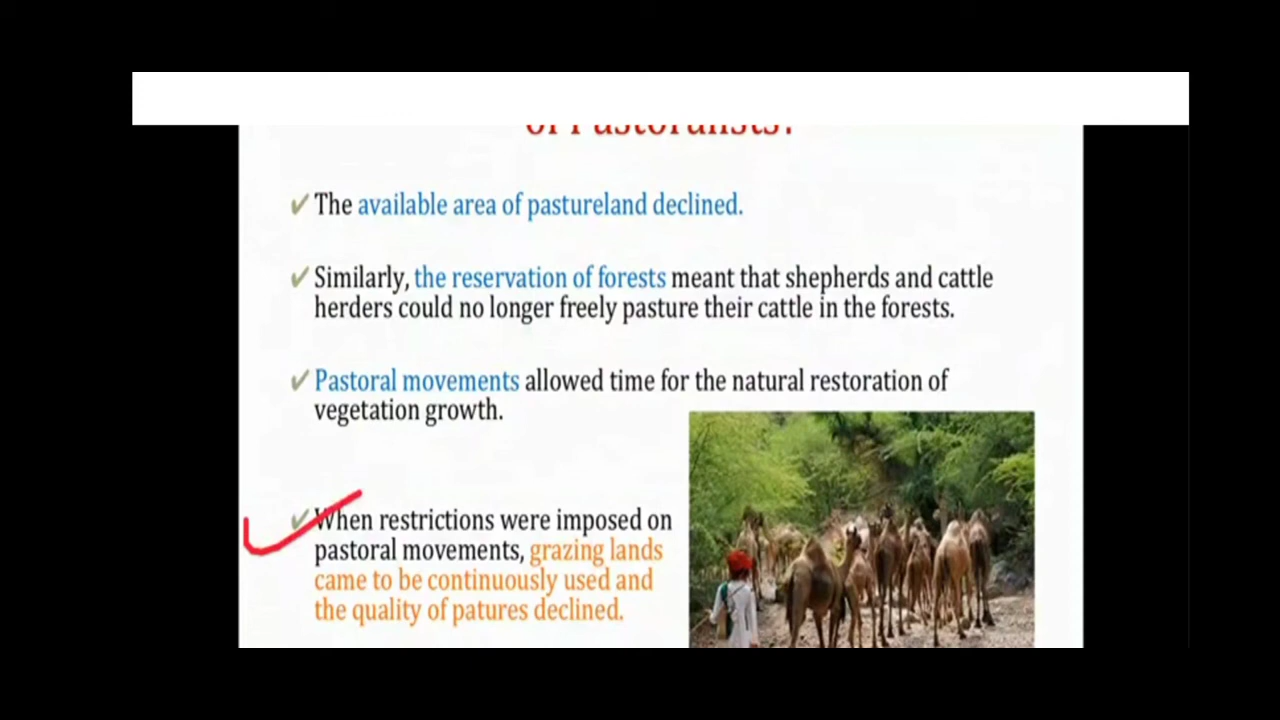 of Pastoralists?
The available area of pastureland declined.
Similarly, the reservation of forests meant that shepherds and cattle
herders could no longer freely pasture their cattle in the forests.
Pastoral movements allowed time for the natural restoration of
vegetation growth.
When restrictions were imposed on
pastoral movements, grazing lands
came to be continuously used and
the quality of patures declined.